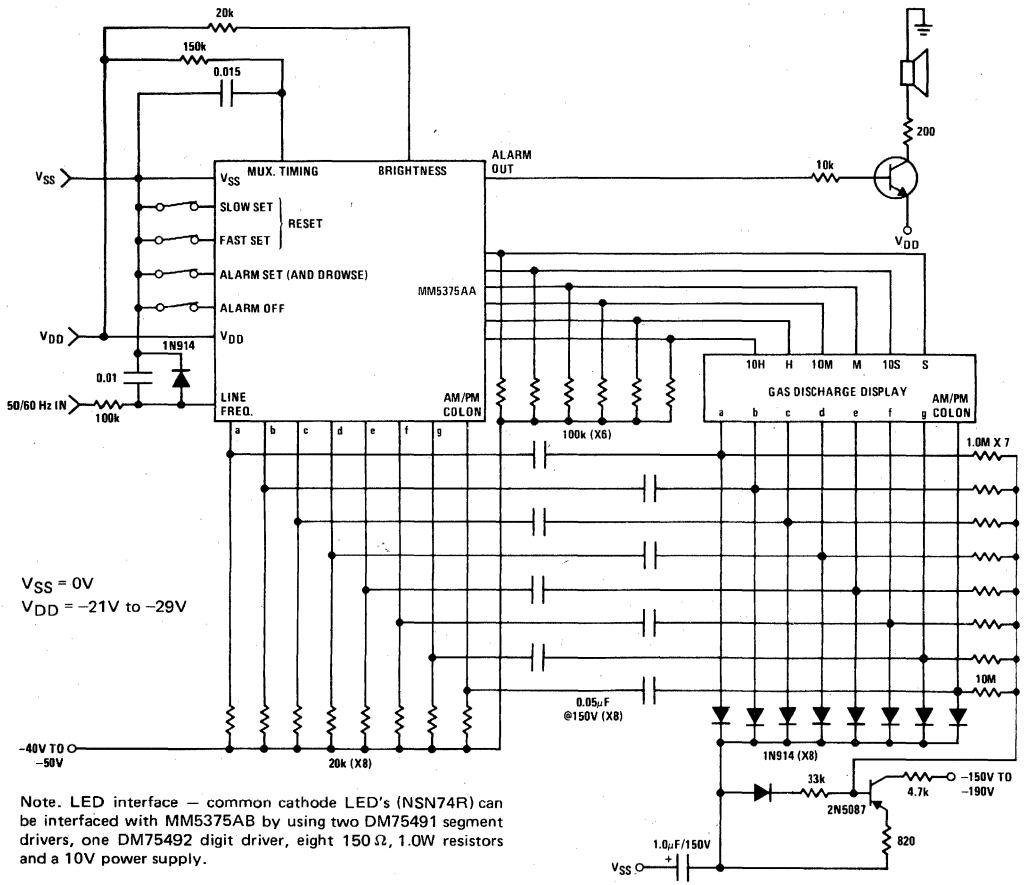 20k
150k
0.015
200
ALARM
OUT
10k
MUX. TIMING
BRIGHTNESS
VSS
VSS
SLOW SET
RESET
FAST SET
VDD
ALARM SET (AND DROWSE)
MM5375AA
ALARM OFF
VDD
VDD
1N914
0.01
10H H 10M M 10S S
GAS DISCHARGE DISPLAY
50/60 Hz IN
100k
LINE
FREQ.
AM/PM
COLON
AM/PM
COLON
a b c d e f g
a b c d e f g
100k (X6)
1.0M X 7
VSS = 0V
VDD = −21V to −29V
10M
0.05μF
@150V (X8)
−40V TO
−50V
20k (X8)
1N914 (X8)
33k
−150V TO
−190V
4.7k
2N5087
820
Note. LED interface – common cathode LED's (NSN74R) can
be interfaced with MM5375AB by using two DM75491 segment
drivers, one DM75492 digit driver, eight 150 Ω, 1.0W resistors
and a 10V power supply.
1.0μF/150V
+
VSS